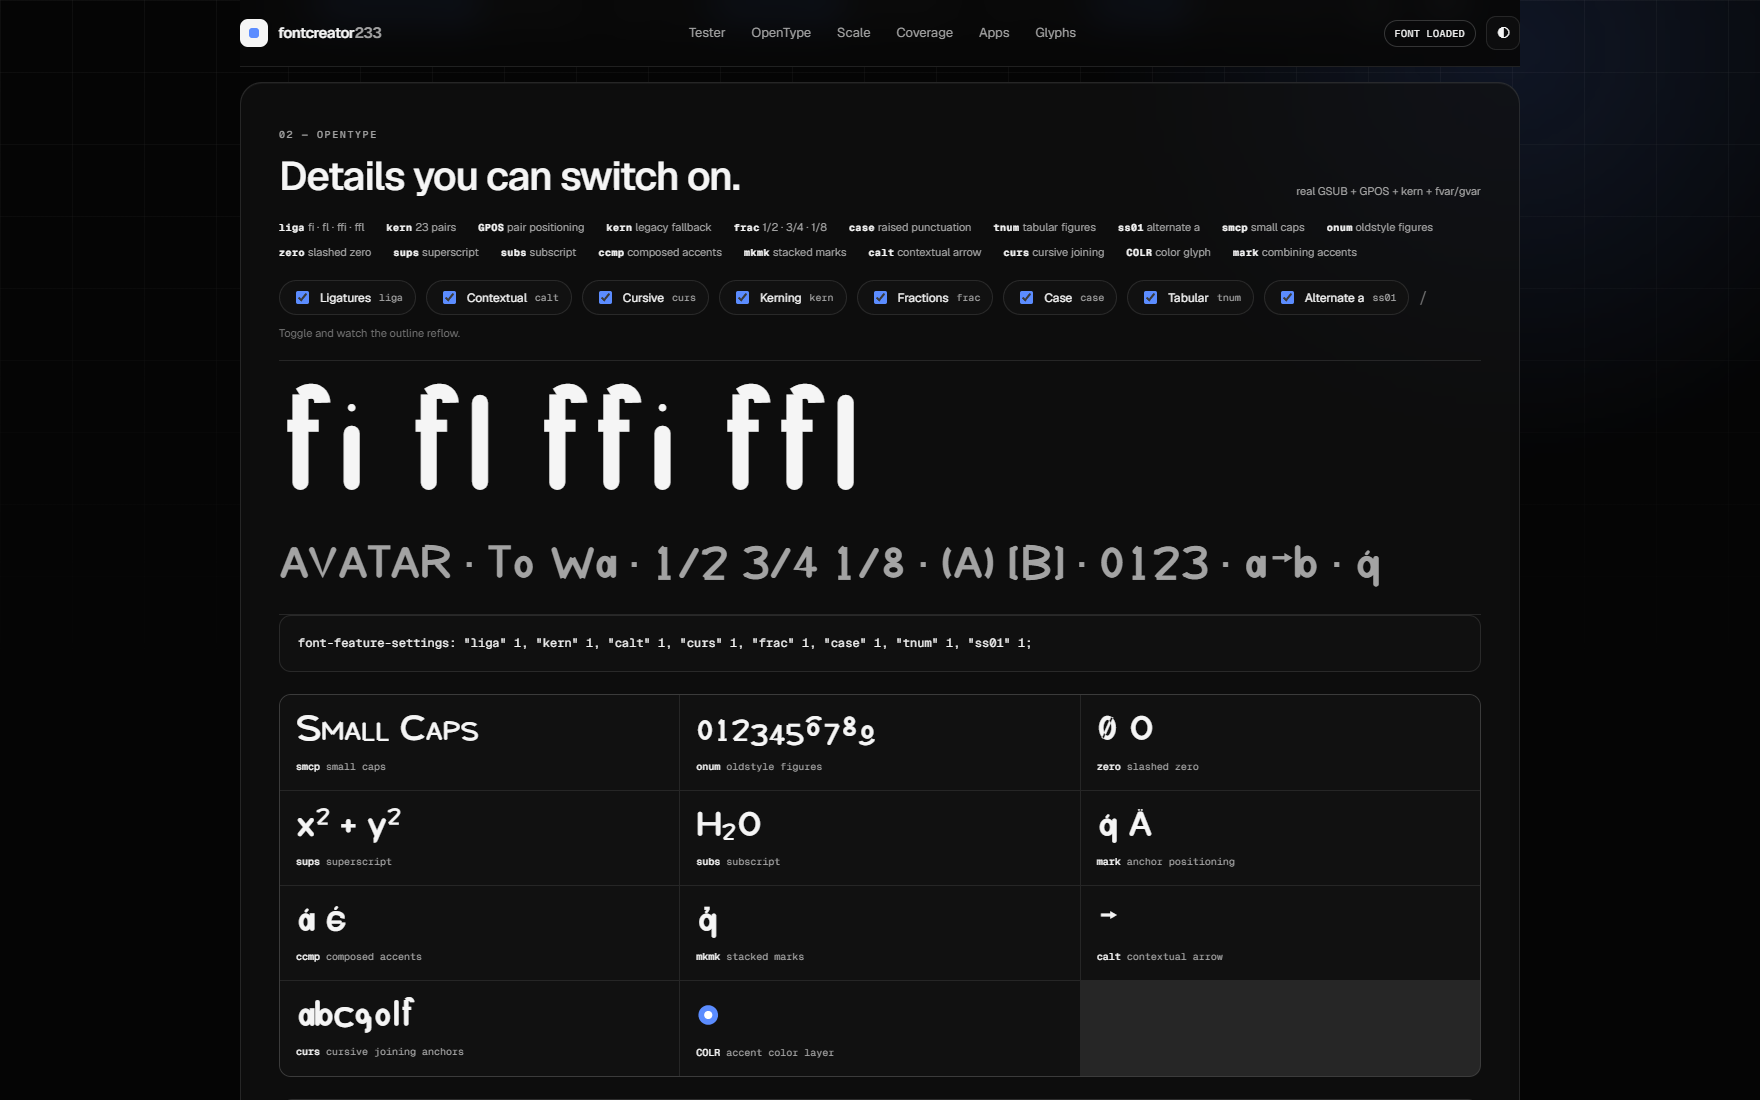 fontcreator233
Tester OpenType Scale Coverage Apps Glyphs
FONT LOADED
02 — OPENTYPE
Details you can switch on.
real GSUB + GPOS + kern + fvar/gvar
liga fi · fl · ffi · ffl kern 23 pairs GPOS pair positioning kern legacy fallback frac 1/2 · 3/4 · 1/8 case raised punctuation tnum tabular figures ss01 alternate a smcp small caps onum oldstyle figures
zero slashed zero sups superscript subs subscript ccmp composed accents mkmk stacked marks calt contextual arrow curs cursive joining COLR color glyph mark combining accents
Ligatures liga Contextual calt Cursive curs Kerning kern Fractions frac Case case Tabular tnum Alternate a ss01 /
Toggle and watch the outline reflow.
fi fl ffi ffl
AVATAR · To Wa · 1/2 3/4 1/8 · (A) [B] · 0123 · a→b · q́
font-feature-settings: "liga" 1, "kern" 1, "calt" 1, "curs" 1, "frac" 1, "case" 1, "tnum" 1, "ss01" 1;
Small Caps
smcp small caps
0123456789
onum oldstyle figures
0 O
zero slashed zero
x² + y²
sups superscript
H₂O
subs subscript
q́ Ä
mark anchor positioning
á é
ccmp composed accents
mkmk stacked marks
→
calt contextual arrow
abcgolf
curs cursive joining anchors
COLR accent color layer